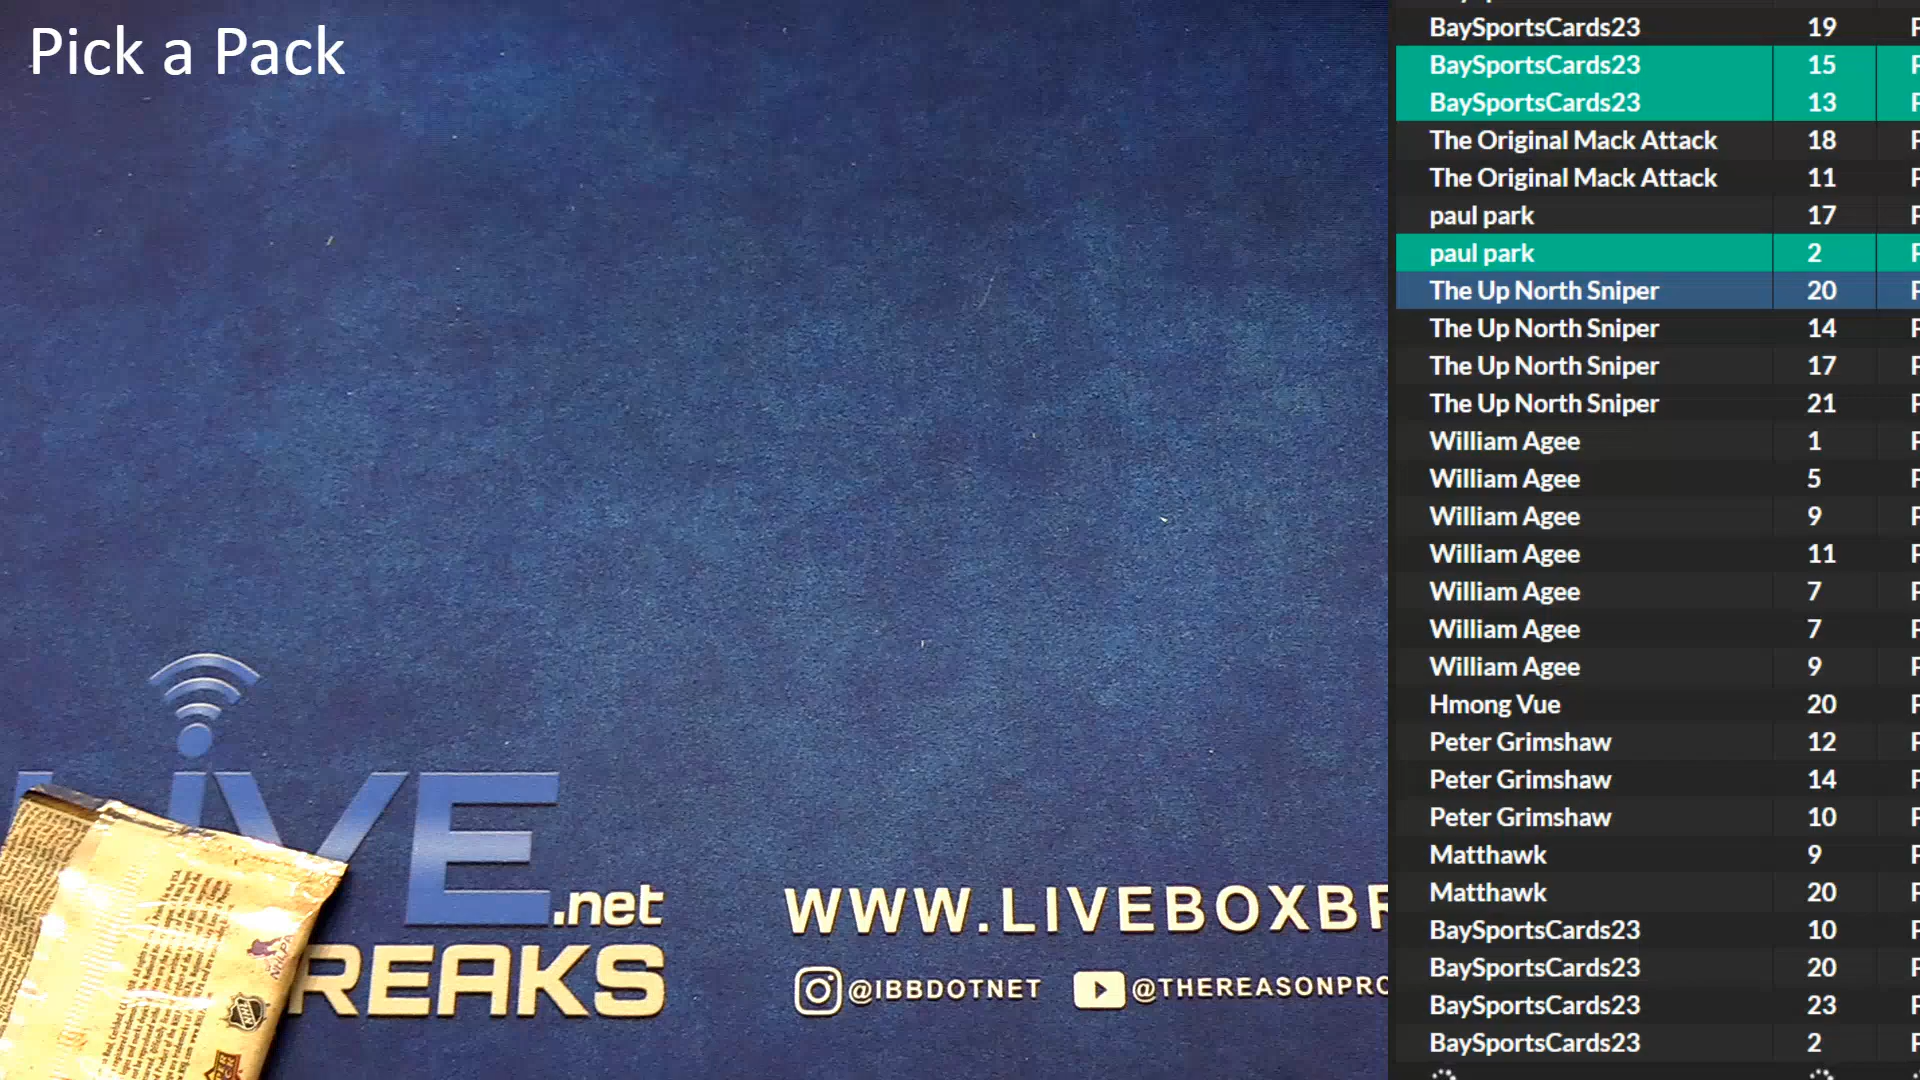 Pick a Pack
BaySportsCards23 19
BaySportsCards23 15
BaySportsCards23 13
The Original Mack Attack 18
The Original Mack Attack 11
paul park 17
paul park 2
The Up North Sniper 20
The Up North Sniper 14
The Up North Sniper 17
The Up North Sniper 21
William Agee 1
William Agee 5
William Agee 9
William Agee 11
William Agee 7
William Agee 7
William Agee 9
Hmong Vue 20
Peter Grimshaw 12
Peter Grimshaw 14
Peter Grimshaw 10
Matthawk 9
Matthawk 20
BaySportsCards23 10
BaySportsCards23 20
BaySportsCards23 23
BaySportsCards23 2
LiVE
.net
REAKS
WWW.LIVEBOXBR
@IBBDOTNET @THEREASONPRO
NHL